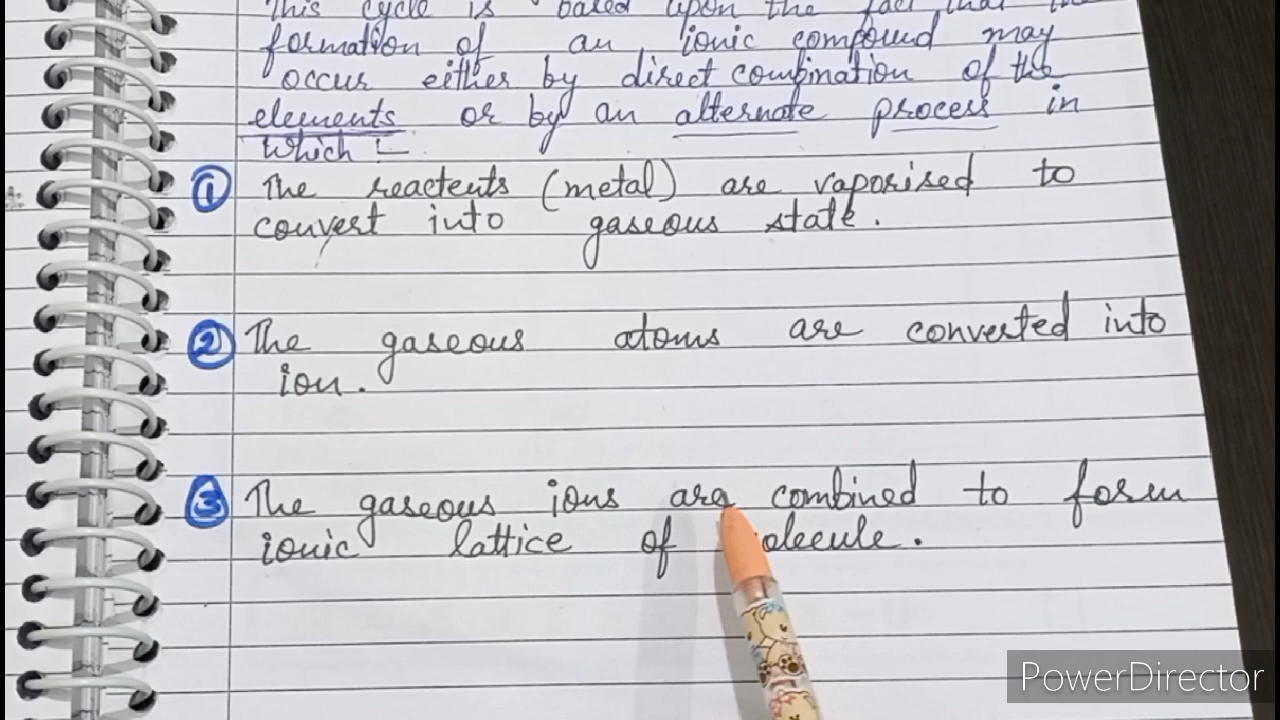 This cycle is based upon the fact that the
formation of an ionic compound may
occur either by direct combination of the
elements or by an alternate process in
which :-
① The reactents (metal) are vaporised to
convert into gaseous state.
② The gaseous atoms are converted into
ion.
③ The gaseous ions are combined to form
ionic lattice of
PowerDirector